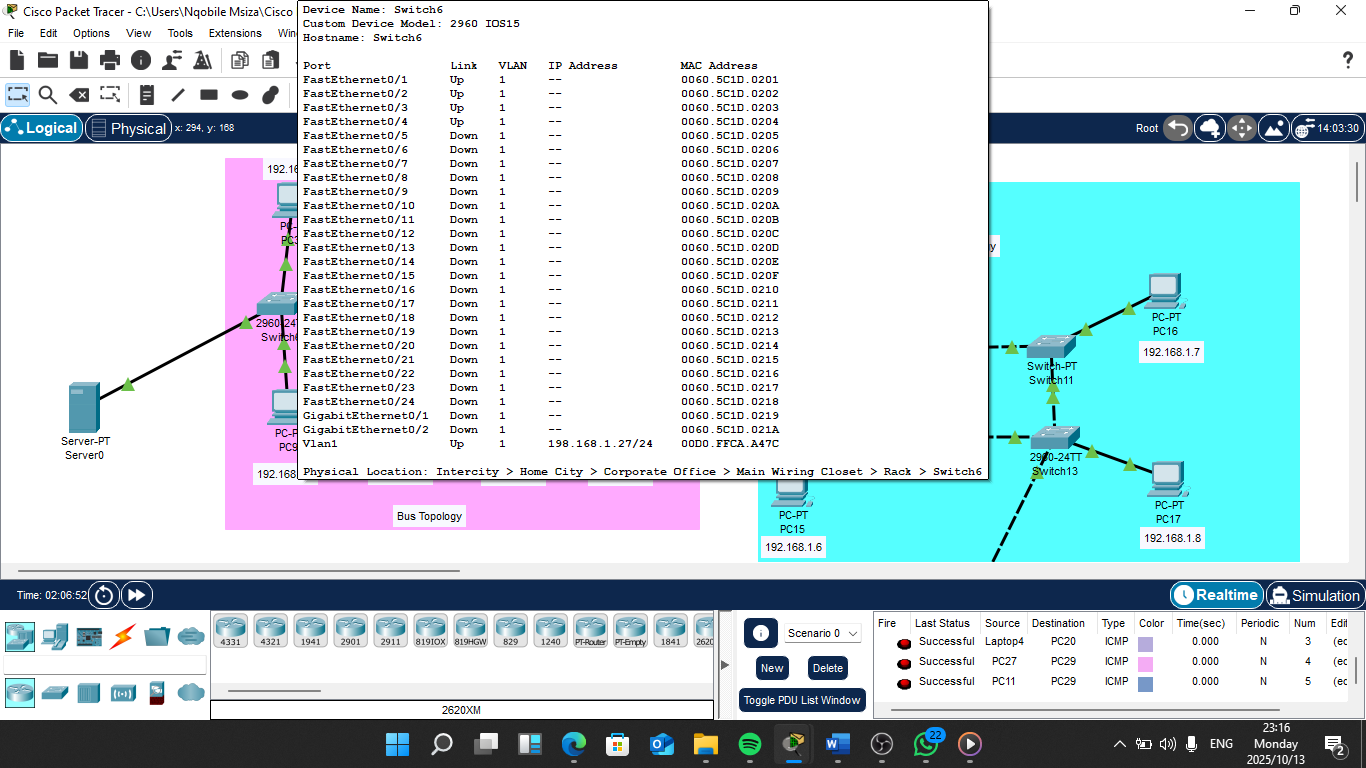 Cisco Packet Tracer - C:\Users\Nqobile Msiza\Cisco
File Edit Options View Tools Extensions
Logical Physical x: 294, y: 168
Root 14:03:30
Device Name: Switch6
Custom Device Model: 2960 IOS15
Hostname: Switch6
Port Link VLAN IP Address MAC Address
FastEthernet0/1 Up 1 -- 0060.5C1D.0201
FastEthernet0/2 Up 1 -- 0060.5C1D.0202
FastEthernet0/3 Up 1 -- 0060.5C1D.0203
FastEthernet0/4 Up 1 -- 0060.5C1D.0204
FastEthernet0/5 Down 1 -- 0060.5C1D.0205
FastEthernet0/6 Down 1 -- 0060.5C1D.0206
FastEthernet0/7 Down 1 -- 0060.5C1D.0207
FastEthernet0/8 Down 1 -- 0060.5C1D.0208
FastEthernet0/9 Down 1 -- 0060.5C1D.0209
FastEthernet0/10 Down 1 -- 0060.5C1D.020A
FastEthernet0/11 Down 1 -- 0060.5C1D.020B
FastEthernet0/12 Down 1 -- 0060.5C1D.020C
FastEthernet0/13 Down 1 -- 0060.5C1D.020D
FastEthernet0/14 Down 1 -- 0060.5C1D.020E
FastEthernet0/15 Down 1 -- 0060.5C1D.020F
FastEthernet0/16 Down 1 -- 0060.5C1D.0210
FastEthernet0/17 Down 1 -- 0060.5C1D.0211
FastEthernet0/18 Down 1 -- 0060.5C1D.0212
FastEthernet0/19 Down 1 -- 0060.5C1D.0213
FastEthernet0/20 Down 1 -- 0060.5C1D.0214
FastEthernet0/21 Down 1 -- 0060.5C1D.0215
FastEthernet0/22 Down 1 -- 0060.5C1D.0216
FastEthernet0/23 Down 1 -- 0060.5C1D.0217
FastEthernet0/24 Down 1 -- 0060.5C1D.0218
GigabitEthernet0/1 Down 1 -- 0060.5C1D.0219
GigabitEthernet0/2 Down 1 -- 0060.5C1D.021A
Vlan1 Up 1 198.168.1.27/24 00D0.FFCA.A47C
Physical Location: Intercity > Home City > Corporate Office > Main Wiring Closet > Rack > Switch6
Server-PT
Server0
Bus Topology
PC-PT
PC16
192.168.1.7
Switch-PT
Switch11
2960-24TT
Switch13
PC-PT
PC17
192.168.1.8
PC-PT
PC15
192.168.1.6
Time: 02:06:52
Realtime Simulation
4331 4321 1941 2901 2911 819IOX 819HGW 829 1240 PT-Router PT-Empty 1841 2620
2620XM
Scenario 0
New Delete
Toggle PDU List Window
Fire Last Status Source Destination Type Color Time(sec) Periodic Num Edit
Successful Laptop4 PC20 ICMP 0.000 N 3 (ec
Successful PC27 PC29 ICMP 0.000 N 4 (ec
Successful PC11 PC29 ICMP 0.000 N 5 (ec
22
ENG
23:16
Monday
2025/10/13
2